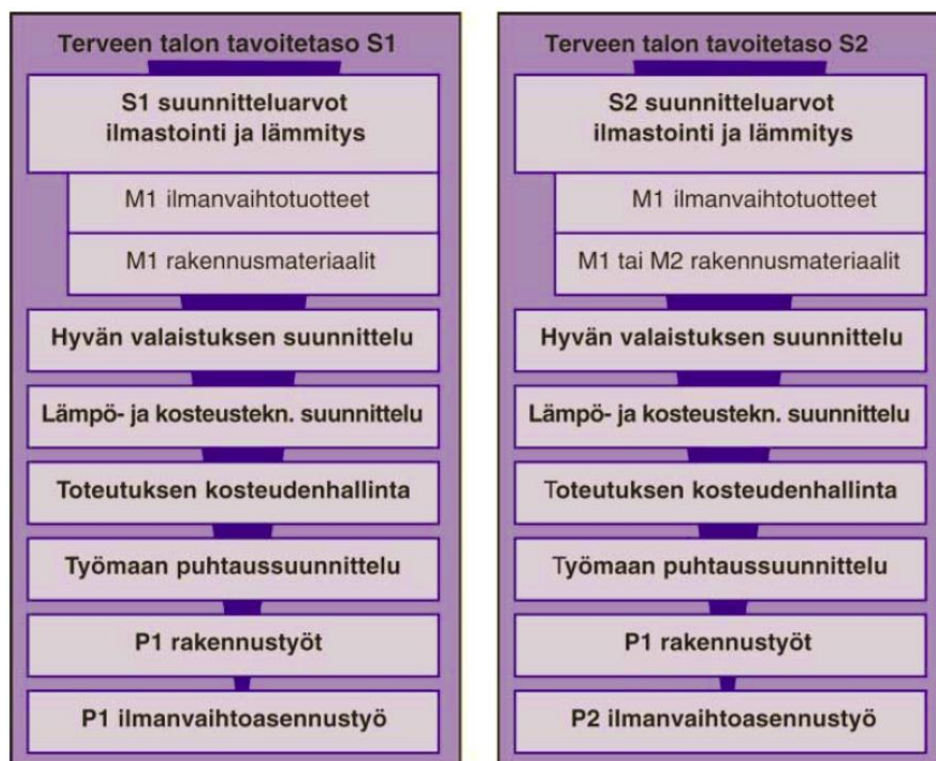 Terveen talon tavoitetaso S1
S1 suunnitteluarvot
ilmastointi ja lämmitys
M1 ilmanvaihtotuotteet
M1 rakennusmateriaalit
Hyvän valaistuksen suunnittelu
Lämpö- ja kosteustekn. suunnittelu
Toteutuksen kosteudenhallinta
Työmaan puhtaussuunnittelu
P1 rakennustyöt
P1 ilmanvaihtoasennustyö
Terveen talon tavoitetaso S2
S2 suunnitteluarvot
ilmastointi ja lämmitys
M1 ilmanvaihtotuotteet
M1 tai M2 rakennusmateriaalit
Hyvän valaistuksen suunnittelu
Lämpö- ja kosteustekn. suunnittelu
Toteutuksen kosteudenhallinta
Työmaan puhtaussuunnittelu
P1 rakennustyöt
P2 ilmanvaihtoasennustyö